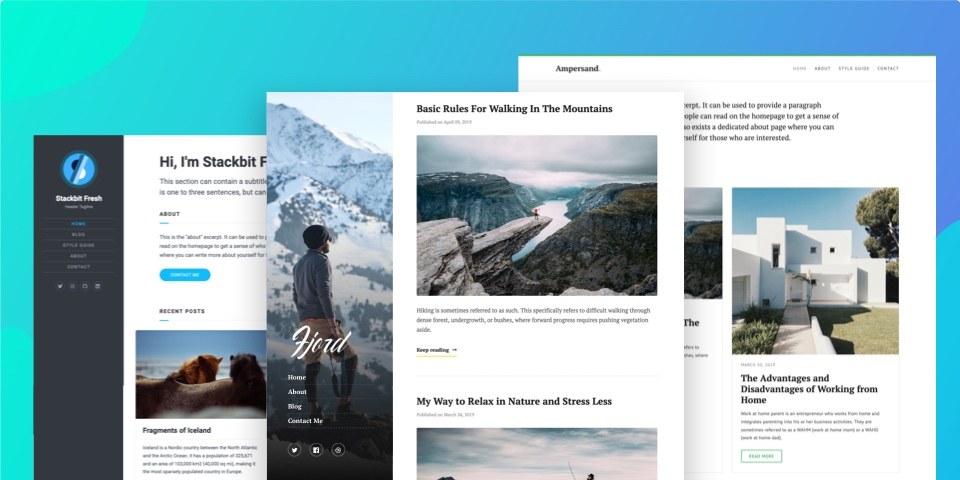 Stackbit Fresh
Header Tagline
HOME
BLOG
STYLE GUIDE
ABOUT
CONTACT
Hi, I'm Stackbit F
This section can contain a subtitle
is one to three sentences, but can
ABOUT
This is the "about" excerpt. It can be used to p
read on the homepage to get a sense of who
where you can write more about yourself for
CONTACT ME
RECENT POSTS
Fragments of Iceland
Iceland is a Nordic country between the North Atlantic
and the Arctic Ocean. It has a population of 325,671
and an area of 103,000 km2 (40,000 sq mi), making it
the most sparsely populated country in Europe.
Fjord
Home
About
Blog
Contact Me
Basic Rules For Walking In The Mountains
Published on April 09, 2019
Hiking is sometimes referred to as such. This specifically refers to difficult walking through
dense forest, undergrowth, or bushes, where forward progress requires pushing vegetation
aside.
Keep reading →
My Way to Relax in Nature and Stress Less
Published on March 26, 2019
Ampersand.
HOME
ABOUT
STYLE GUIDE
CONTACT
cerpt. It can be used to provide a paragraph
ople can read on the homepage to get a sense of
so exists a dedicated about page where you can
rself for those who are interested.
The
efers to
hes, where
MARCH 30, 2019
The Advantages and
Disadvantages of Working from
Home
Work at home parent is an entrepreneur who works from home and
integrates parenting into his or her business activities. They are
sometimes referred to as a WAHM (work at home mom) or a WAHD
(work at home dad).
READ MORE